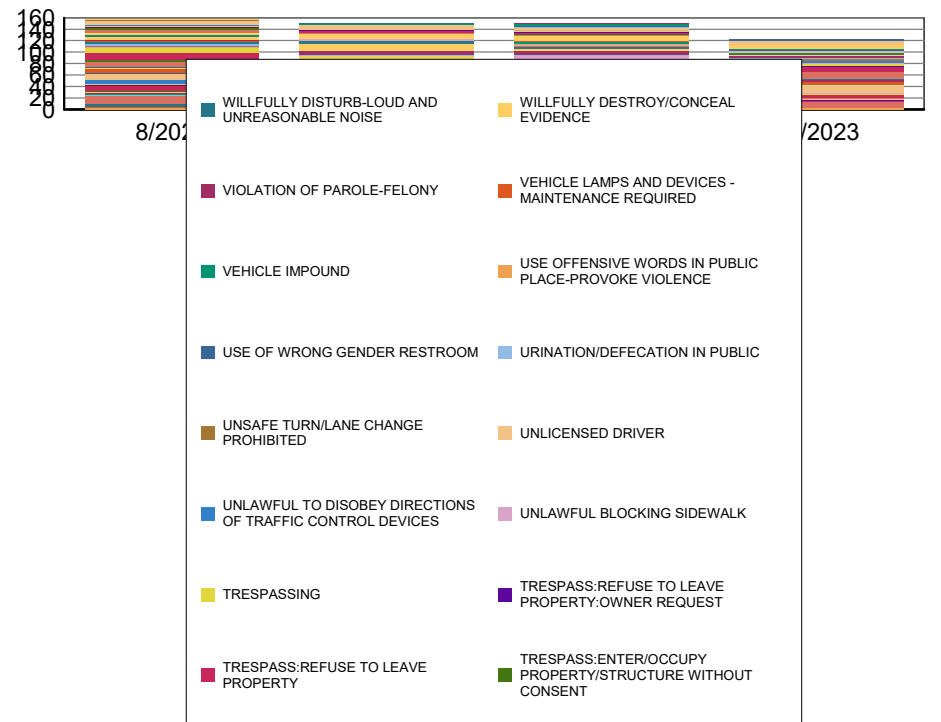 160
140
120
100
80
60
40
20
0
8/202
/2023
WILLFULLY DISTURB-LOUD AND
UNREASONABLE NOISE
WILLFULLY DESTROY/CONCEAL
EVIDENCE
VIOLATION OF PAROLE-FELONY
VEHICLE LAMPS AND DEVICES -
MAINTENANCE REQUIRED
VEHICLE IMPOUND
USE OFFENSIVE WORDS IN PUBLIC
PLACE-PROVOKE VIOLENCE
USE OF WRONG GENDER RESTROOM
URINATION/DEFECATION IN PUBLIC
UNSAFE TURN/LANE CHANGE
PROHIBITED
UNLICENSED DRIVER
UNLAWFUL TO DISOBEY DIRECTIONS
OF TRAFFIC CONTROL DEVICES
UNLAWFUL BLOCKING SIDEWALK
TRESPASSING
TRESPASS:REFUSE TO LEAVE
PROPERTY:OWNER REQUEST
TRESPASS:REFUSE TO LEAVE
PROPERTY
TRESPASS:ENTER/OCCUPY
PROPERTY/STRUCTURE WITHOUT
CONSENT